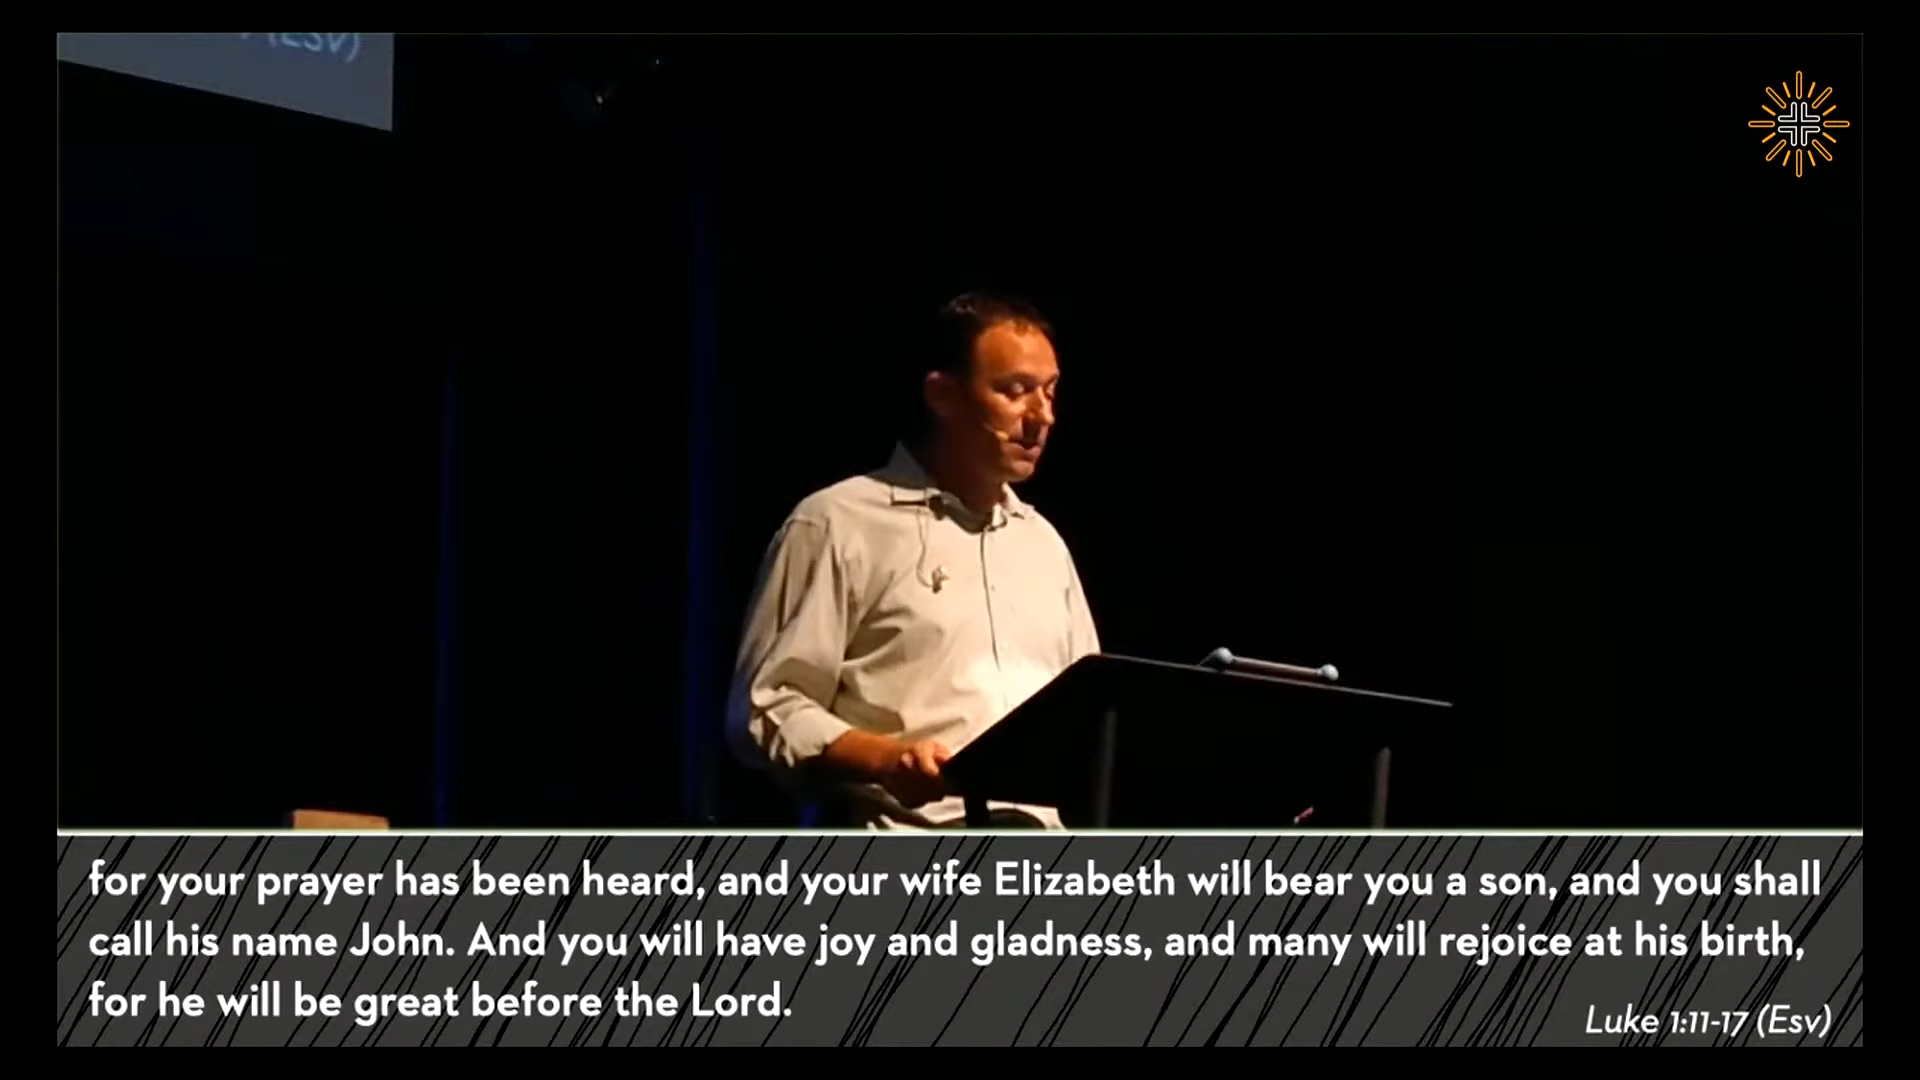 (ESV)
for your prayer has been heard, and your wife Elizabeth will bear you a son, and you shall
call his name John. And you will have joy and gladness, and many will rejoice at his birth,
for he will be great before the Lord.
Luke 1:11-17 (Esv)